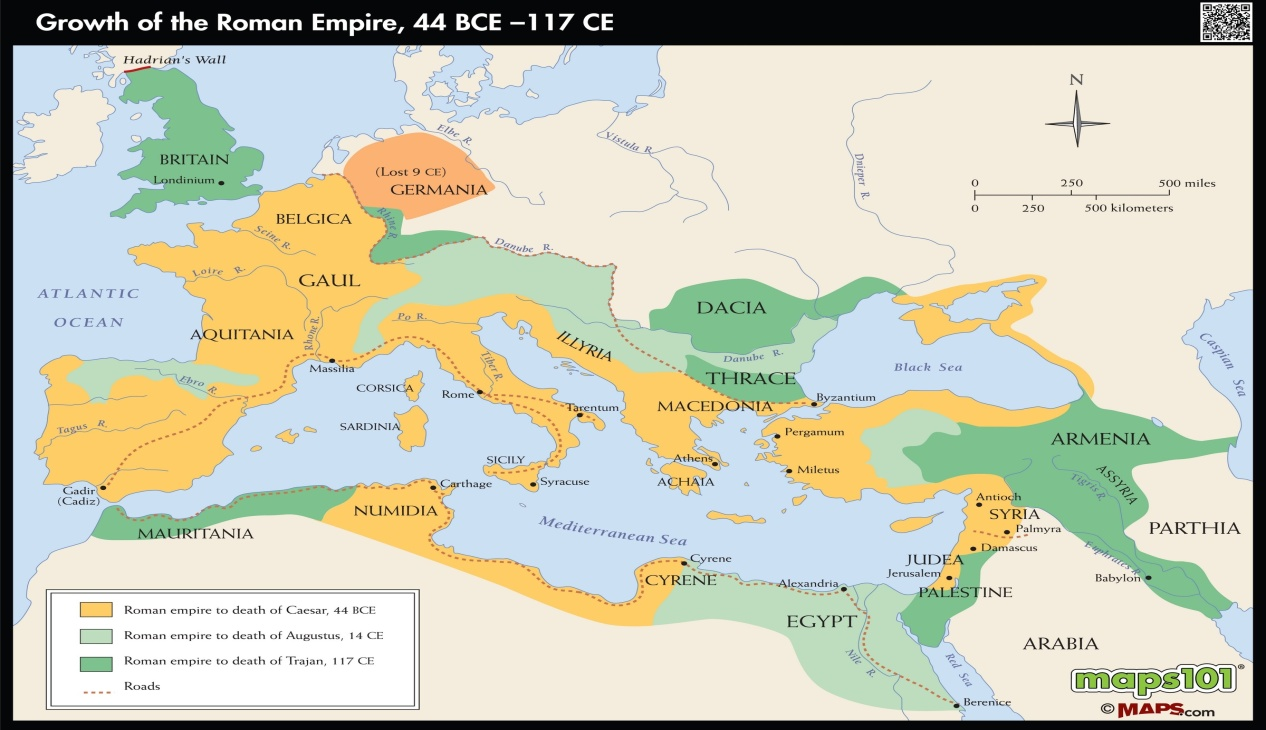 Growth of the Roman Empire, 44 BCE –117 CE
Hadrian's Wall
BRITAIN
Londinium
Elbe R.
(Lost 9 CE)
GERMANIA
Vistula R.
Dnieper R.
N
0 250 500 miles
0 250 500 kilometers
BELGICA
Rhine R.
Seine R.
Danube R.
Loire R.
GAUL
ATLANTIC
OCEAN
AQUITANIA
Rhone R.
Po R.
ILLYRIA
DACIA
Danube R.
Black Sea
Caspian Sea
Massilia
Ebro R.
Tiber R.
THRACE
CORSICA
Rome
Byzantium
MACEDONIA
Tarentum
Tagus R.
SARDINIA
Pergamum
ARMENIA
Athens
Miletus
SICILY
ACHAIA
ASSYRIA
Tigris R.
Gadir
(Cadiz)
Carthage
Syracuse
Antioch
SYRIA
NUMIDIA
MAURITANIA
Mediterranean Sea
Palmyra
PARTHIA
Damascus
JUDEA
Euphrates R.
Cyrene
CYRENE
Jerusalem
Babylon
Alexandria
PALESTINE
EGYPT
ARABIA
Nile R.
Red Sea
Berenice
Roman empire to death of Caesar, 44 BCE
Roman empire to death of Augustus, 14 CE
Roman empire to death of Trajan, 117 CE
Roads
maps101®
© MAPS.com